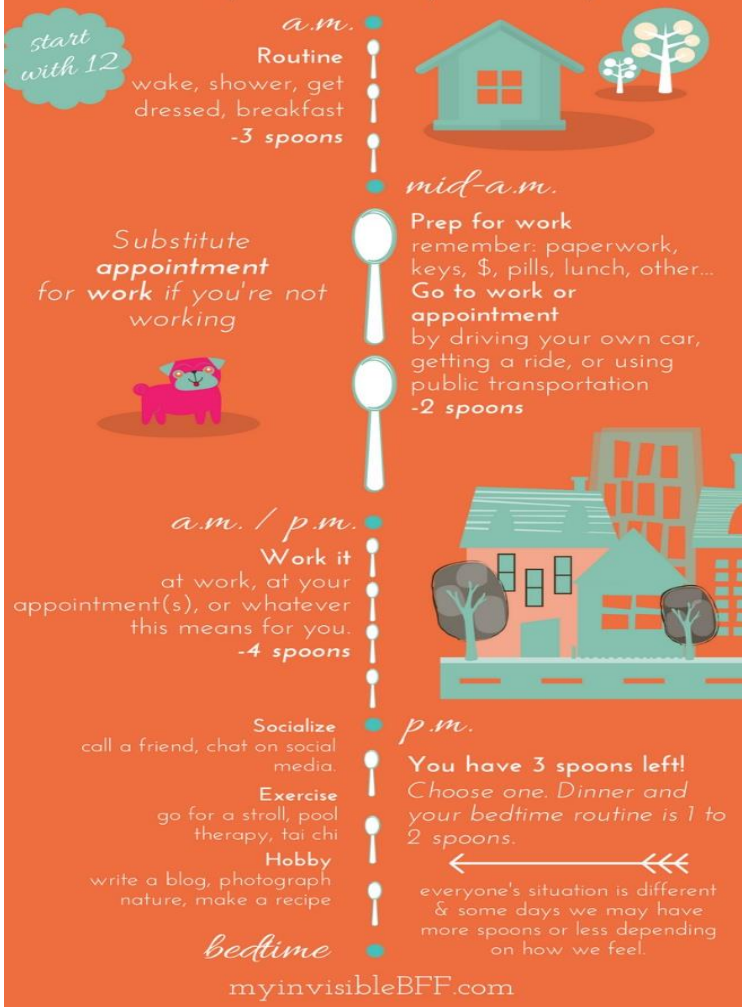 start
with 12
a.m.
Routine
wake, shower, get
dressed, breakfast
-3 spoons
mid-a.m.
Substitute
appointment
for work if you're not
working
Prep for work
remember: paperwork,
keys, $, pills, lunch, other...
Go to work or
appointment
by driving your own car,
getting a ride, or using
public transportation
-2 spoons
a.m. / p.m.
Work it
at work, at your
appointment(s), or whatever
this means for you.
-4 spoons
p.m.
Socialize
call a friend, chat on social
media.
Exercise
go for a stroll, pool
therapy, tai chi
Hobby
write a blog, photograph
nature, make a recipe
You have 3 spoons left!
Choose one. Dinner and
your bedtime routine is 1 to
2 spoons.
everyone's situation is different
& some days we may have
more spoons or less depending
on how we feel.
bedtime
myinvisibleBFF.com